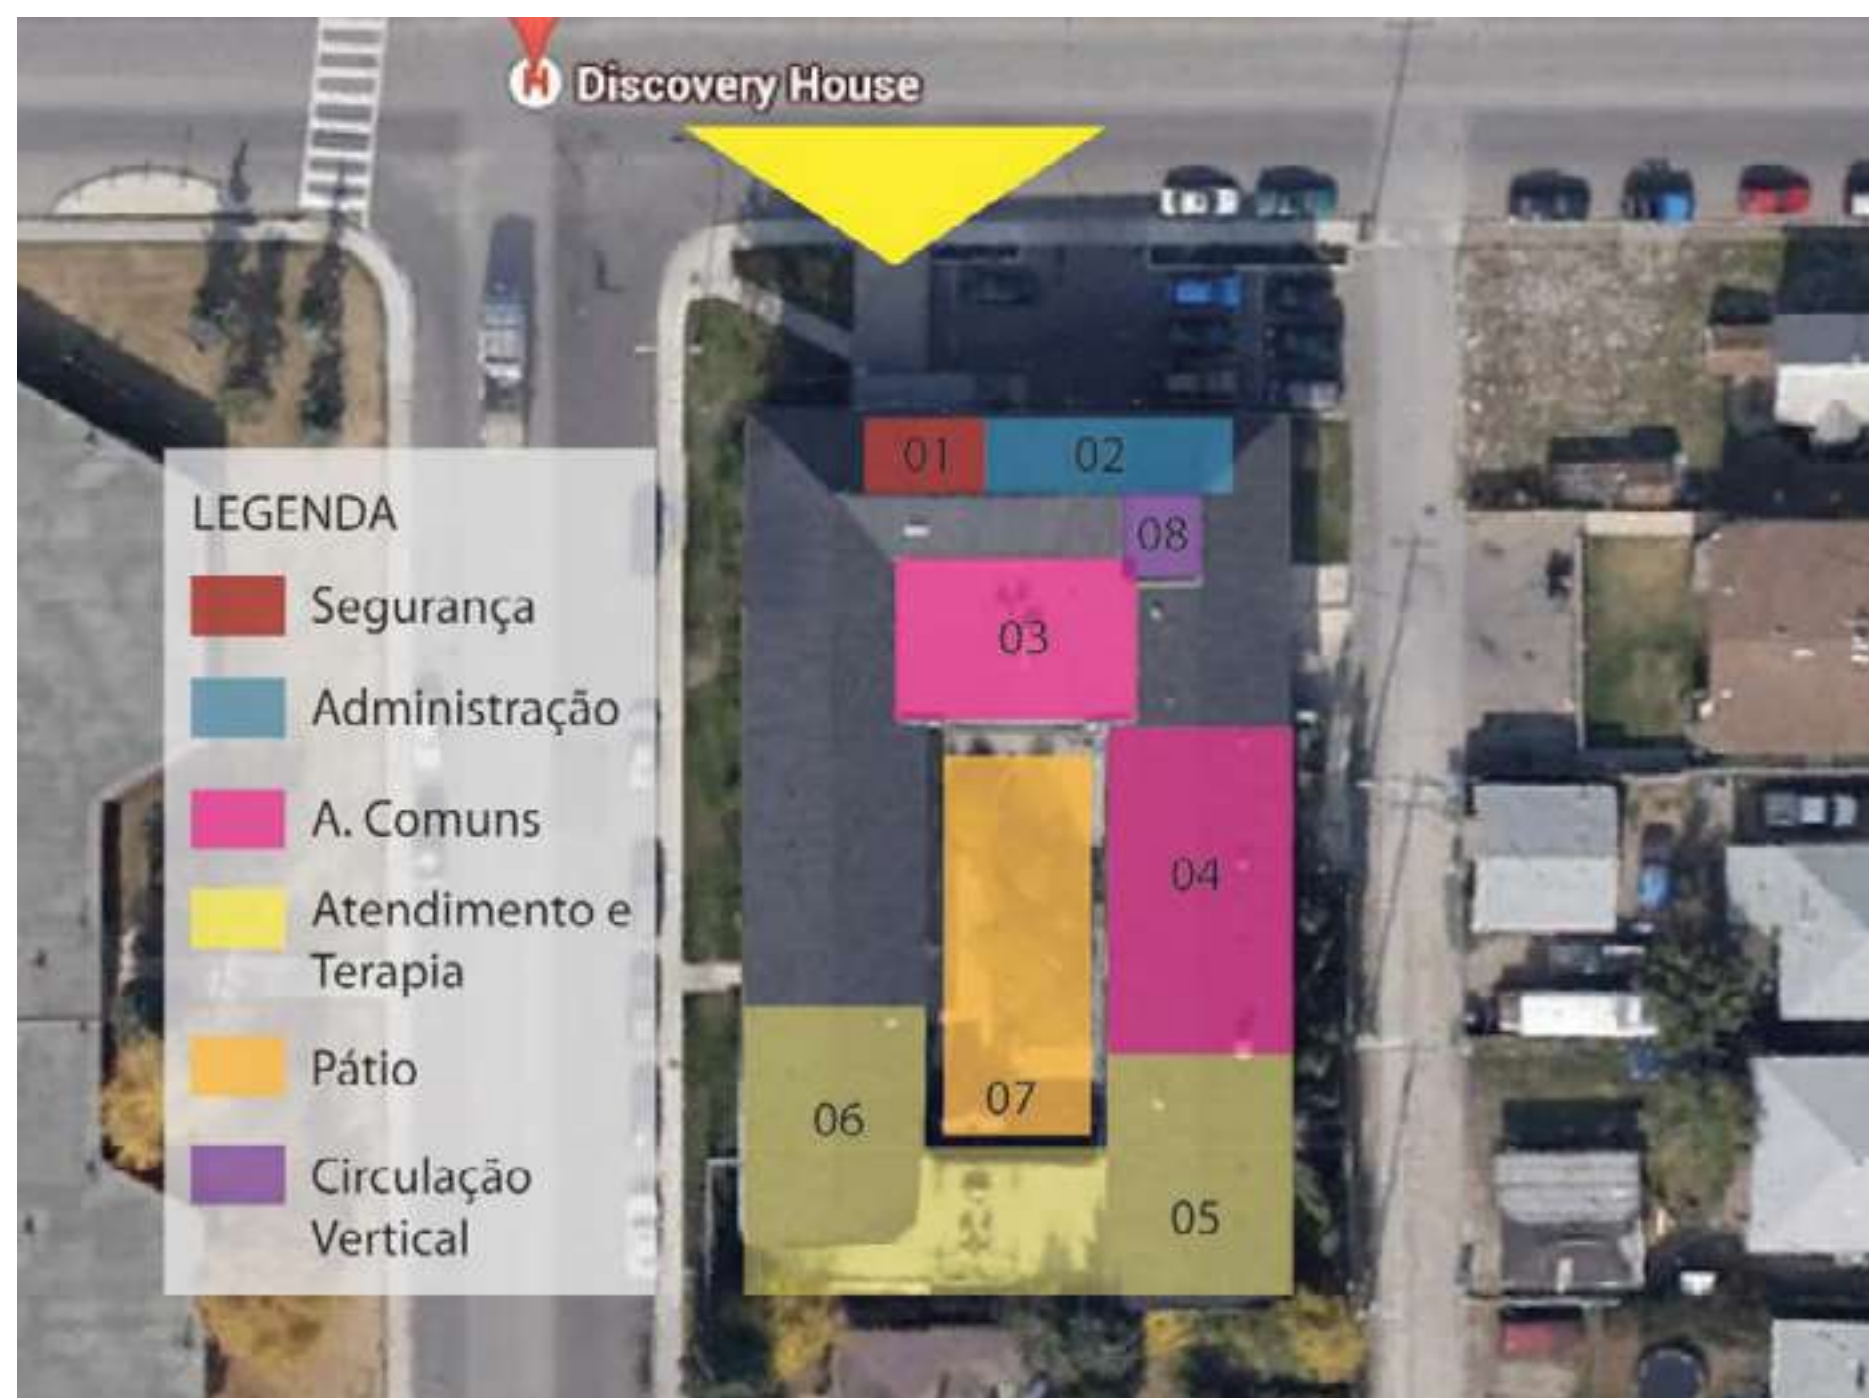 H Discovery House
01 02
08
03
04
07
06
05
LEGENDA
Segurança
Administração
A. Comuns
Atendimento e
Terapia
Pátio
Circulação
Vertical